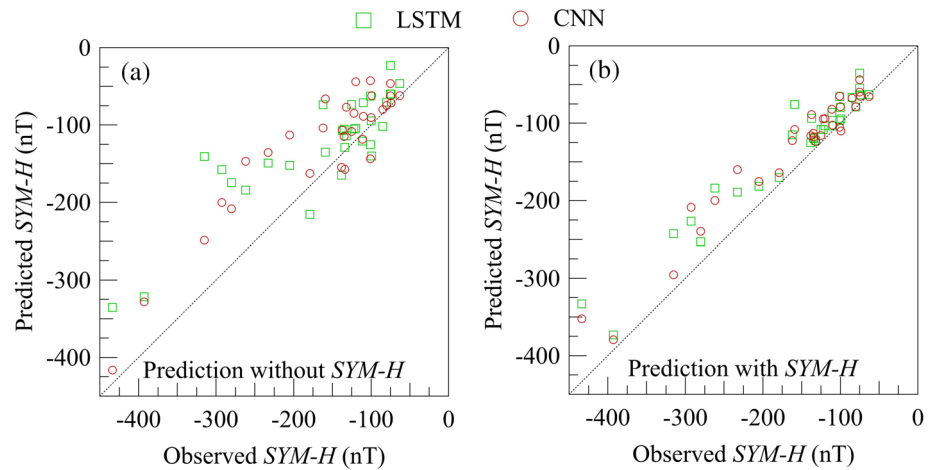 LSTM CNN
(a)
0
-100
-200
-300
-400
Predicted SYM-H (nT)
Prediction without SYM-H
-400 -300 -200 -100 0
Observed SYM-H (nT)
(b)
0
-100
-200
-300
-400
Predicted SYM-H (nT)
Prediction with SYM-H
-400 -300 -200 -100 0
Observed SYM-H (nT)